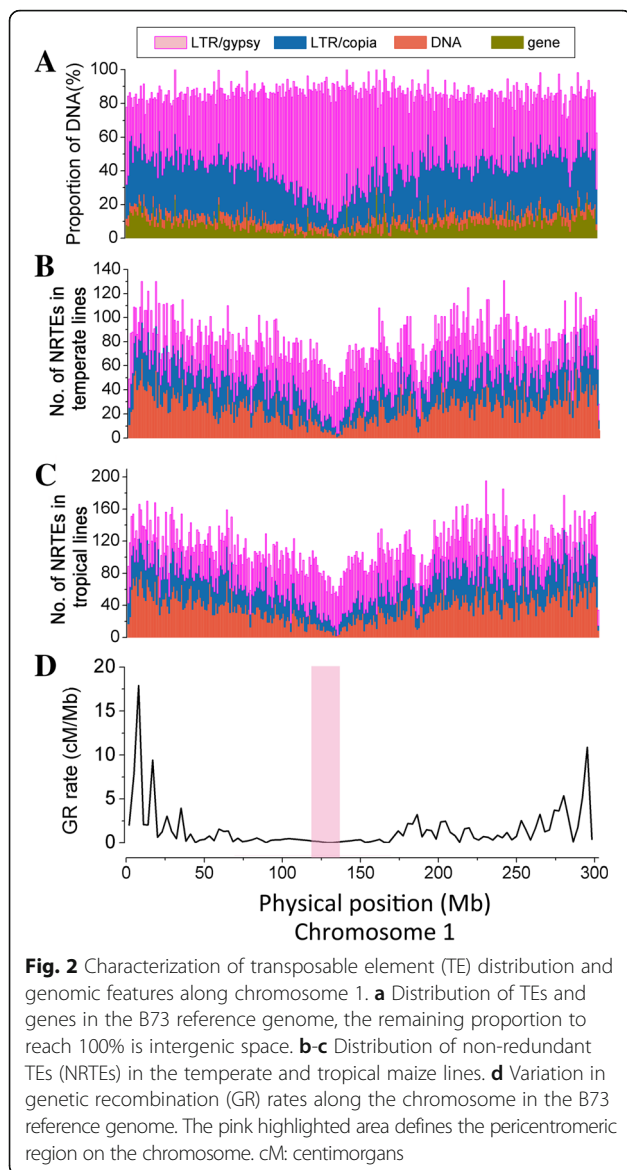 LTR/gypsy LTR/copia DNA gene
A
Proportion of DNA(%)
100
80
60
40
20
0
B
No. of NRTEs in
temperate lines
140
120
100
80
60
40
20
0
C
No. of NRTEs in
tropical lines
200
160
120
80
40
0
D
GR rate (cM/Mb)
20
15
10
5
0
0 50 100 150 200 250 300
Physical position (Mb)
Chromosome 1
Fig. 2 Characterization of transposable element (TE) distribution and
genomic features along chromosome 1. a Distribution of TEs and
genes in the B73 reference genome, the remaining proportion to
reach 100% is intergenic space. b-c Distribution of non-redundant
TEs (NRTEs) in the temperate and tropical maize lines. d Variation in
genetic recombination (GR) rates along the chromosome in the B73
reference genome. The pink highlighted area defines the pericentromeric
region on the chromosome. cM: centimorgans